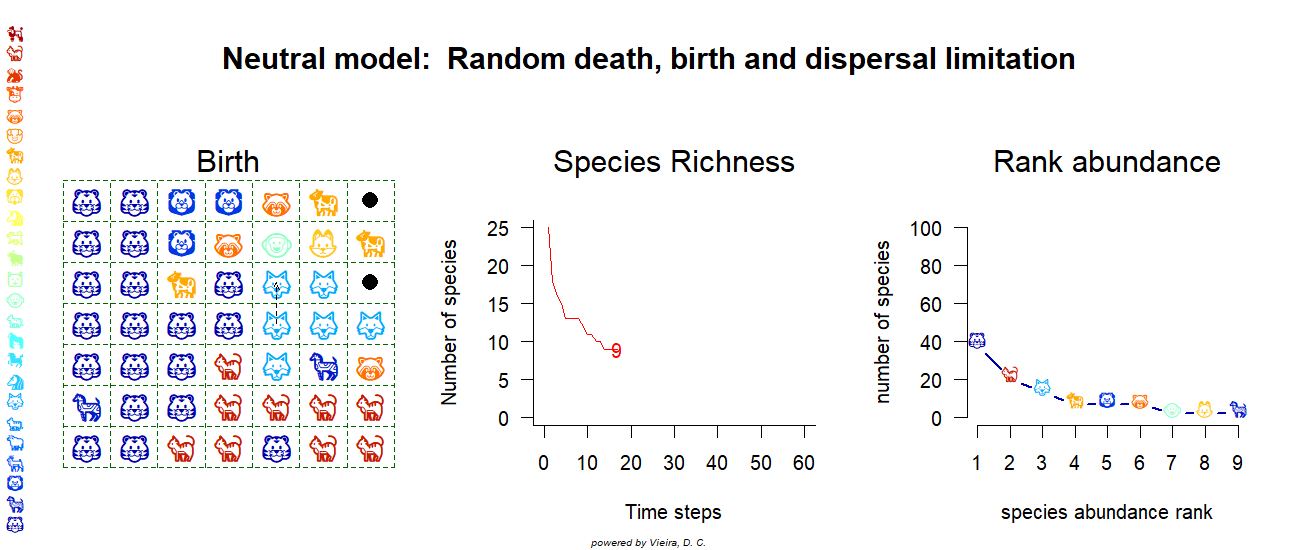 Neutral model:  Random death, birth and dispersal limitation
Birth
Species Richness
Number of species
25
20
15
10
5
0
9
0 10 20 30 40 50 60
Time steps
Rank abundance
number of species
100
80
60
40
20
0
1 2 3 4 5 6 7 8 9
species abundance rank
powered by Vieira, D. C.